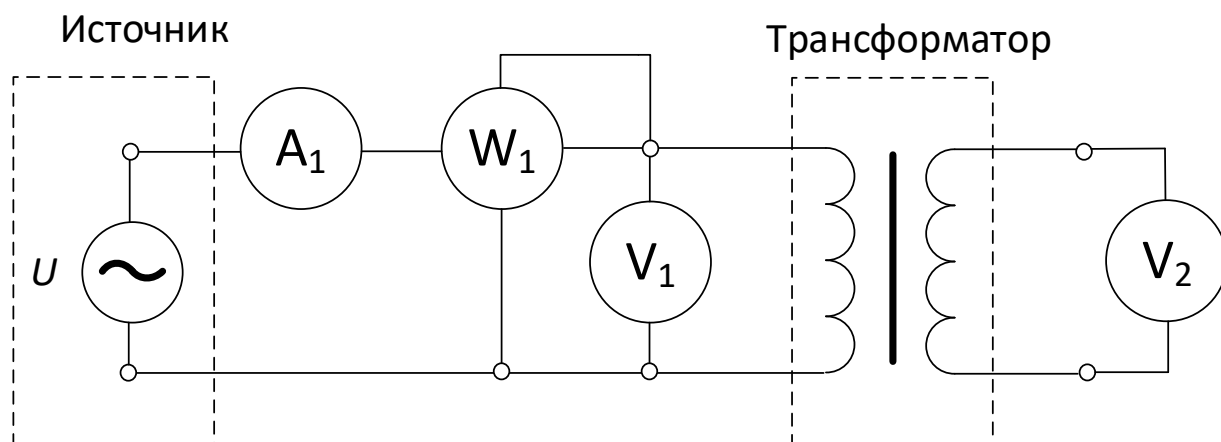 Источник
Трансформатор
A1
W1
U
V1
V2